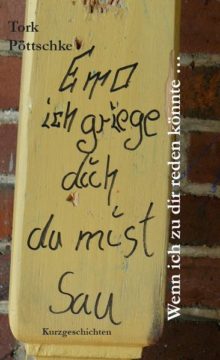 Tork
Pöttschke
Emo
ich griege
dich
du mist
Sau
Wenn ich zu dir reden könnte ...
Kurzgeschichten